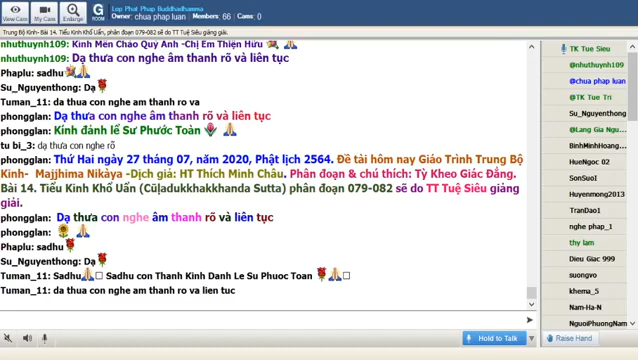 View Cam
My Cam
Enlarge
G
ROOM
Lop Phat Phap Buddhadhamma
Owner: chua phap luan | Members: 66 | Cams: 0
Trung Bộ Kinh- Bài 14. Tiểu Kinh Khổ Uẩn, phân đoạn 079-082 sẽ do TT Tuệ Siêu giảng giải.
nhuthuynh109: Kính Mến Chào Quý Anh -Chị Em Thiện Hữu
nhuthuynh109: Dạ thưa con nghe âm thanh rõ và liên tục
Phaplu: sadhu
Su_Nguyenthong: Dạ
Tuman_11: da thua con nghe am thanh ro va
phongglan: Dạ thưa con nghe âm thanh rõ và liên tục
phongglan: Kính đảnh lễ Sư Phước Toàn
tu bi_3: dạ thưa con nghe rõ
phongglan: Thứ Hai ngày 27 tháng 07, năm 2020, Phật lịch 2564. Đề tài hôm nay Giáo Trình Trung Bộ
Kinh- Majjhima Nikàya -Dịch giả: HT Thích Minh Châu. Phân đoạn & chú thích: Tỳ Kheo Giác Đẳng.
Bài 14. Tiểu Kinh Khổ Uẩn (Cūḷadukkhakkhanda Sutta) phân đoạn 079-082 sẽ do TT Tuệ Siêu giảng
giải.
phongglan: Dạ thưa con nghe âm thanh rõ và liên tục
phongglan:
Phaplu: sadhu
Su_Nguyenthong: Dạ
Tuman_11: Sadhu Sadhu con Thanh Kinh Danh Le Su Phuoc Toan
Tuman_11: da thua con nghe am thanh ro va lien tuc
Hold to Talk
TK Tue Sieu
@nhuthuynh109
@chua phap luan
@TK Tue Tri
Su_Nguyenthong
@Lang Gia Ngu...
BinhMinhHoang...
HueNgoc 02
SonSuoI
Huyenmong2013
TranDao1
nghe phap_1
thy lam
Dieu Giac 999
suongvo
khema_5
Nam-Ha-N
NguoiPhuongNam
Raise Hand